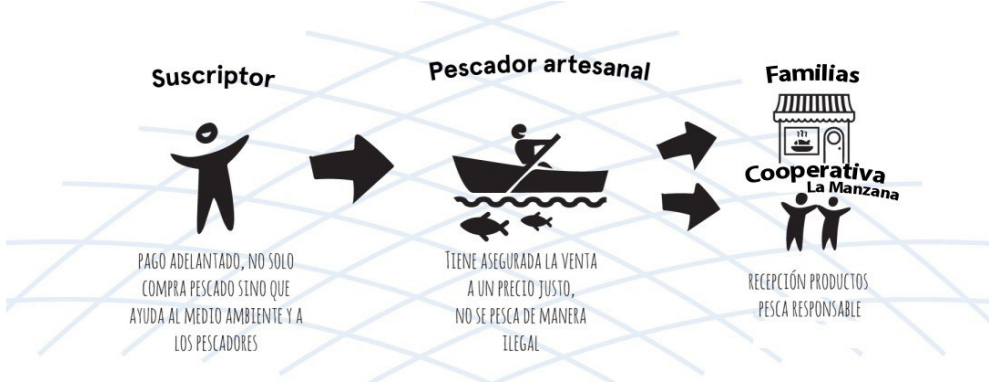 Suscriptor
PAGO ADELANTADO, NO SOLO
COMPRA PESCADO SINO QUE
AYUDA AL MEDIO AMBIENTE Y A
LOS PESCADORES
Pescador artesanal
TIENE ASEGURADA LA VENTA
A UN PRECIO JUSTO,
NO SE PESCA DE MANERA
ILEGAL
Familias
Cooperativa
La Manzana
RECEPCIÓN PRODUCTOS
PESCA RESPONSABLE